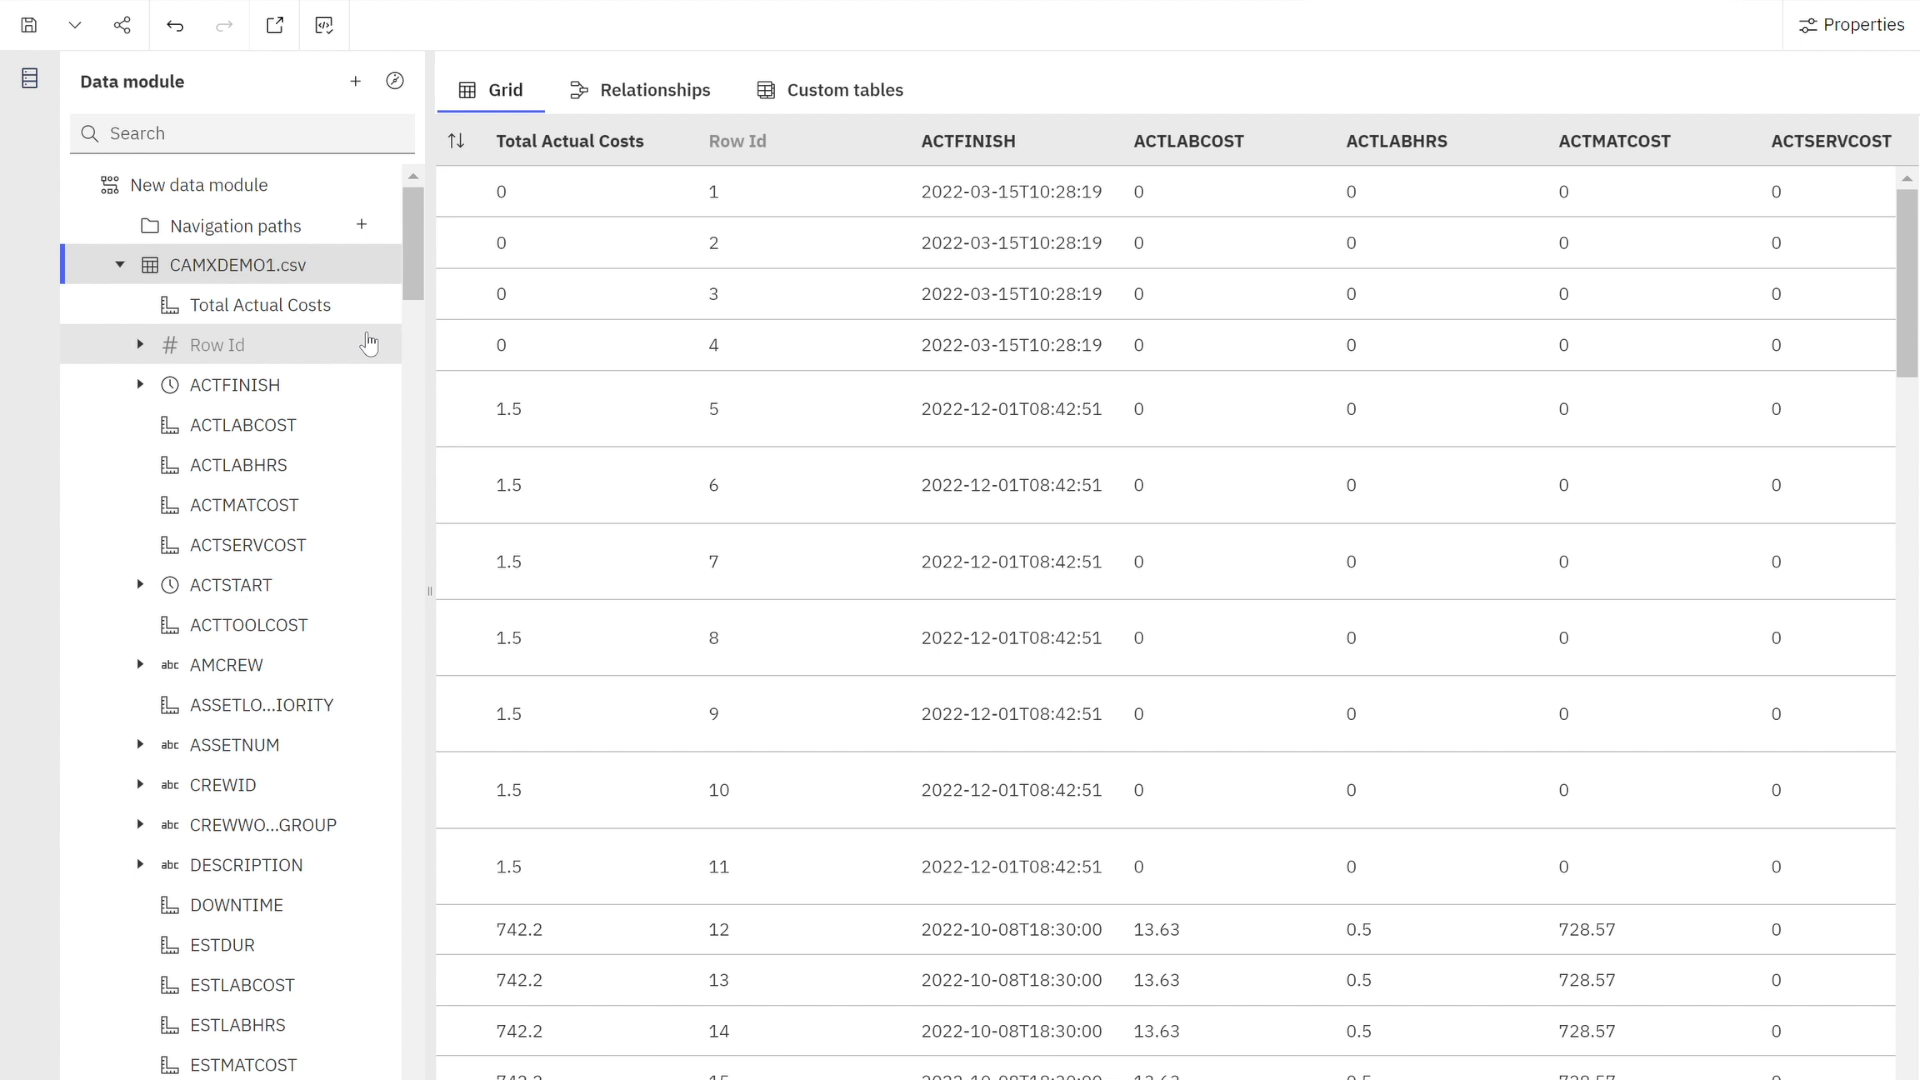 Properties
Data module
Search
New data module
Navigation paths
CAMXDEMO1.csv
Total Actual Costs
# Row Id
ACTFINISH
ACTLABCOST
ACTLABHRS
ACTMATCOST
ACTSERVCOST
ACTSTART
ACTTOOLCOST
abc AMCREW
ASSETLO...IORITY
abc ASSETNUM
abc CREWID
abc CREWWO...GROUP
abc DESCRIPTION
DOWNTIME
ESTDUR
ESTLABCOST
ESTLABHRS
ESTMATCOST
Grid Relationships Custom tables
Total Actual Costs Row Id ACTFINISH ACTLABCOST ACTLABHRS ACTMATCOST ACTSERVCOST
0 1 2022-03-15T10:28:19 0 0 0 0
0 2 2022-03-15T10:28:19 0 0 0 0
0 3 2022-03-15T10:28:19 0 0 0 0
0 4 2022-03-15T10:28:19 0 0 0 0
1.5 5 2022-12-01T08:42:51 0 0 0 0
1.5 6 2022-12-01T08:42:51 0 0 0 0
1.5 7 2022-12-01T08:42:51 0 0 0 0
1.5 8 2022-12-01T08:42:51 0 0 0 0
1.5 9 2022-12-01T08:42:51 0 0 0 0
1.5 10 2022-12-01T08:42:51 0 0 0 0
1.5 11 2022-12-01T08:42:51 0 0 0 0
742.2 12 2022-10-08T18:30:00 13.63 0.5 728.57 0
742.2 13 2022-10-08T18:30:00 13.63 0.5 728.57 0
742.2 14 2022-10-08T18:30:00 13.63 0.5 728.57 0